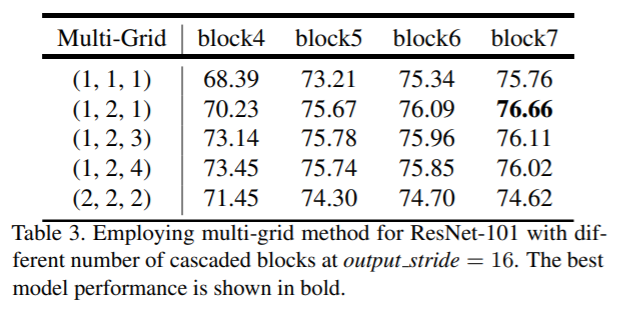 Multi-Grid block4 block5 block6 block7
(1, 1, 1) 68.39 73.21 75.34 75.76
(1, 2, 1) 70.23 75.67 76.09 76.66
(1, 2, 3) 73.14 75.78 75.96 76.11
(1, 2, 4) 73.45 75.74 75.85 76.02
(2, 2, 2) 71.45 74.30 74.70 74.62
Table 3. Employing multi-grid method for ResNet-101 with dif-
ferent number of cascaded blocks at output_stride = 16. The best
model performance is shown in bold.